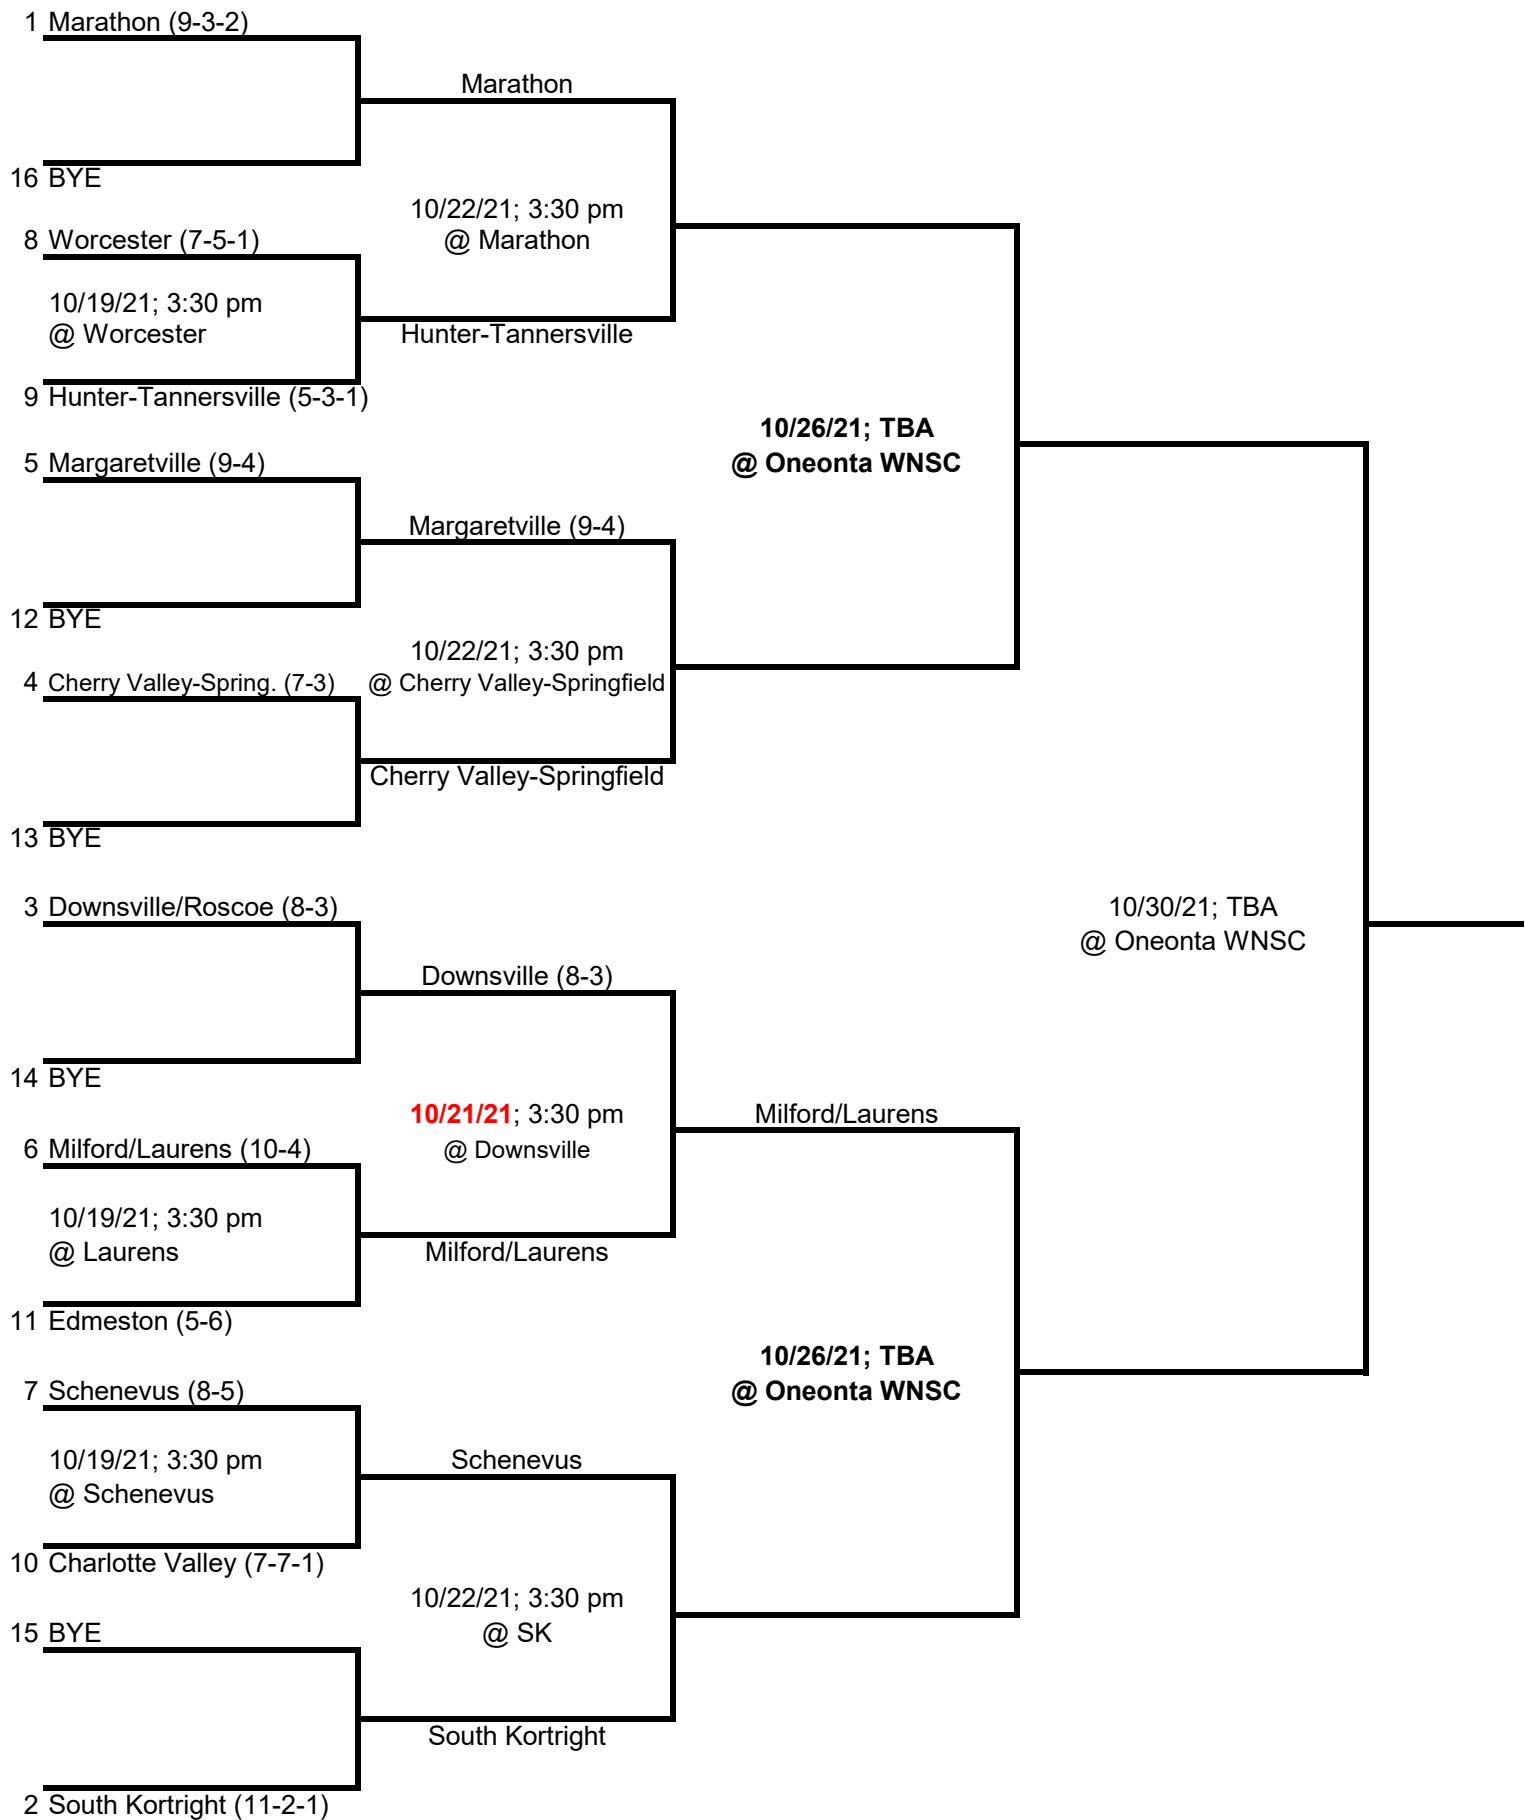 1 Marathon (9-3-2)
Marathon
16 BYE
10/22/21; 3:30 pm
@ Marathon
8 Worcester (7-5-1)
10/19/21; 3:30 pm
@ Worcester
Hunter-Tannersville
9 Hunter-Tannersville (5-3-1)
10/26/21; TBA
@ Oneonta WNSC
5 Margaretville (9-4)
Margaretville (9-4)
12 BYE
10/22/21; 3:30 pm
@ Cherry Valley-Springfield
4 Cherry Valley-Spring. (7-3)
Cherry Valley-Springfield
13 BYE
3 Downsville/Roscoe (8-3)
10/30/21; TBA
@ Oneonta WNSC
Downsville (8-3)
14 BYE
10/21/21; 3:30 pm
@ Downsville
Milford/Laurens
6 Milford/Laurens (10-4)
10/19/21; 3:30 pm
@ Laurens
Milford/Laurens
11 Edmeston (5-6)
10/26/21; TBA
@ Oneonta WNSC
7 Schenevus (8-5)
10/19/21; 3:30 pm
@ Schenevus
Schenevus
10 Charlotte Valley (7-7-1)
10/22/21; 3:30 pm
@ SK
15 BYE
South Kortright
2 South Kortright (11-2-1)